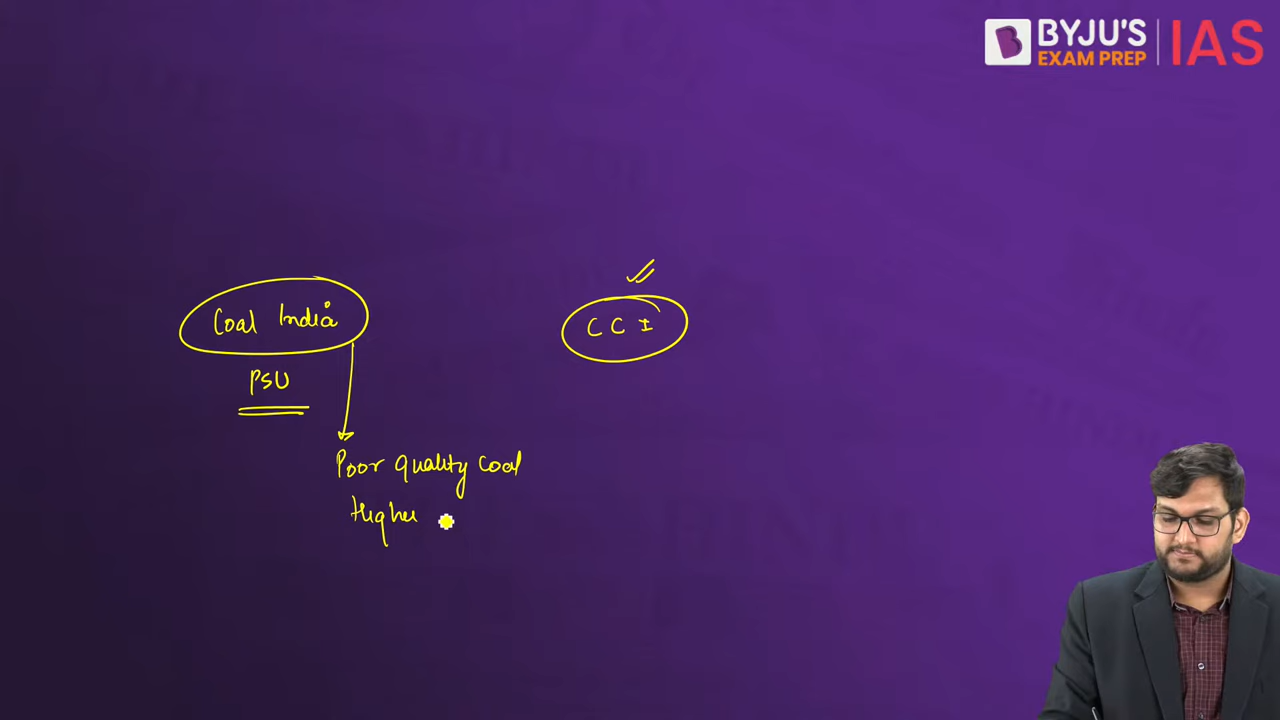 BYJU'S
EXAM PREP
IAS
Coal India
CCI
PSU
Poor quality coal
Higher